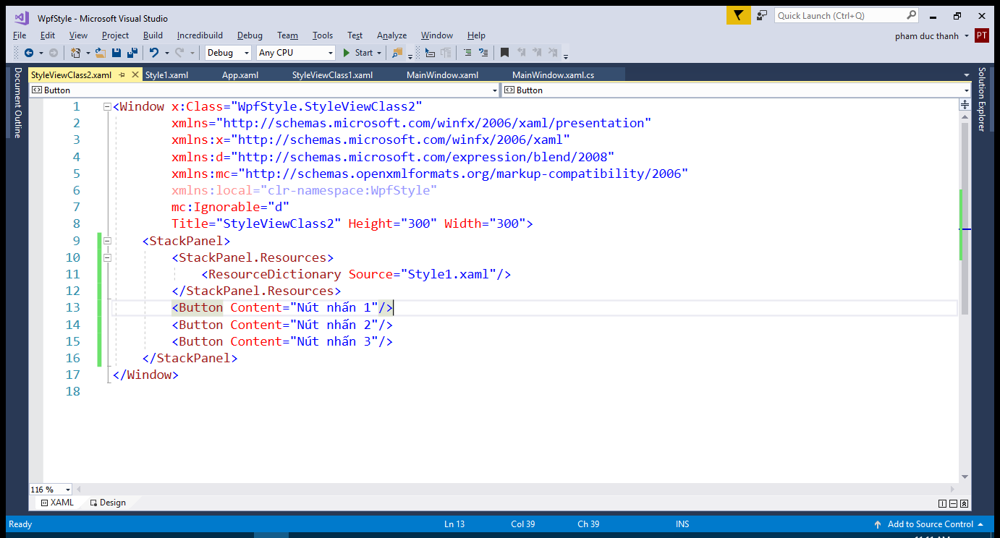 WpfStyle - Microsoft Visual Studio
Quick Launch (Ctrl+Q)
File Edit View Project Build Incredibuild Debug Team Tools Test Analyze Window Help
pham duc thanh PT
Debug Any CPU Start
StyleViewClass2.xaml Style1.xaml App.xaml StyleViewClass1.xaml MainWindow.xaml MainWindow.xaml.cs
Document Outline
Solution Explorer
Button Button
1 <Window x:Class="WpfStyle.StyleViewClass2"
2 xmlns="http://schemas.microsoft.com/winfx/2006/xaml/presentation"
3 xmlns:x="http://schemas.microsoft.com/winfx/2006/xaml"
4 xmlns:d="http://schemas.microsoft.com/expression/blend/2008"
5 xmlns:mc="http://schemas.openxmlformats.org/markup-compatibility/2006"
6 xmlns:local="clr-namespace:WpfStyle"
7 mc:Ignorable="d"
8 Title="StyleViewClass2" Height="300" Width="300">
9 <StackPanel>
10 <StackPanel.Resources>
11 <ResourceDictionary Source="Style1.xaml"/>
12 </StackPanel.Resources>
13 <Button Content="Nút nhấn 1"/>
14 <Button Content="Nút nhấn 2"/>
15 <Button Content="Nút nhấn 3"/>
16 </StackPanel>
17 </Window>
18
116 %
XAML Design
Ready Ln 13 Col 39 Ch 39 INS Add to Source Control